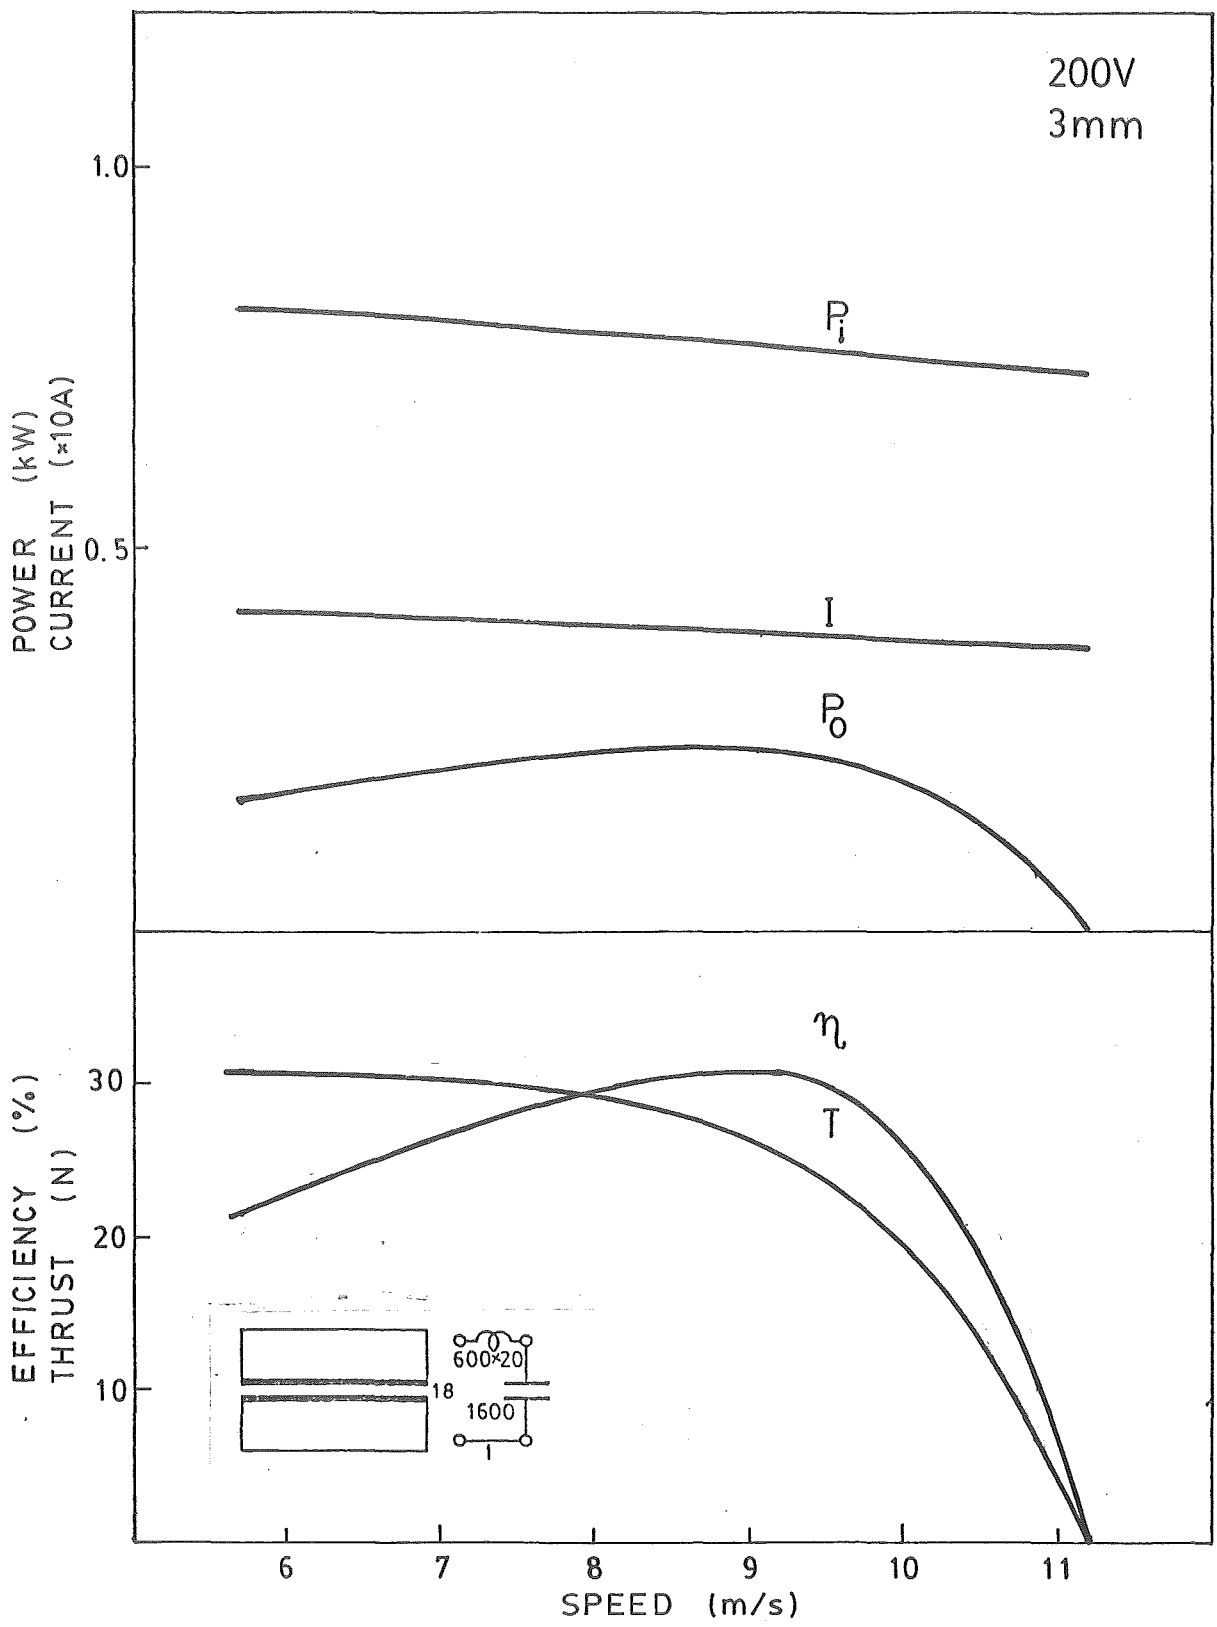 200V
3mm
1.0
Pi
POWER (kW)
CURRENT (×10A)
0.5
I
PO
η
30
T
EFFICIENCY (%)
THRUST (N)
20
600×20
18
10
1600
1
6 7 8 9 10 11
SPEED (m/s)